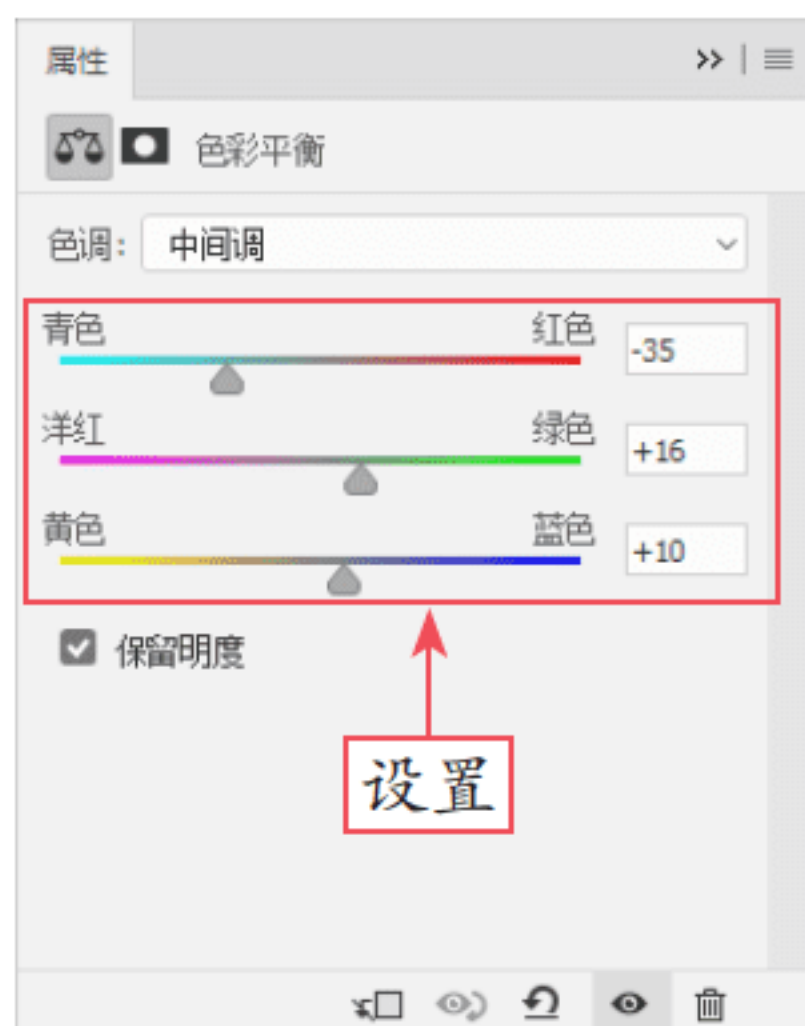 属性
色彩平衡
色调： 中间调
青色 红色 -35
洋红 绿色 +16
黄色 蓝色 +10
保留明度
设置